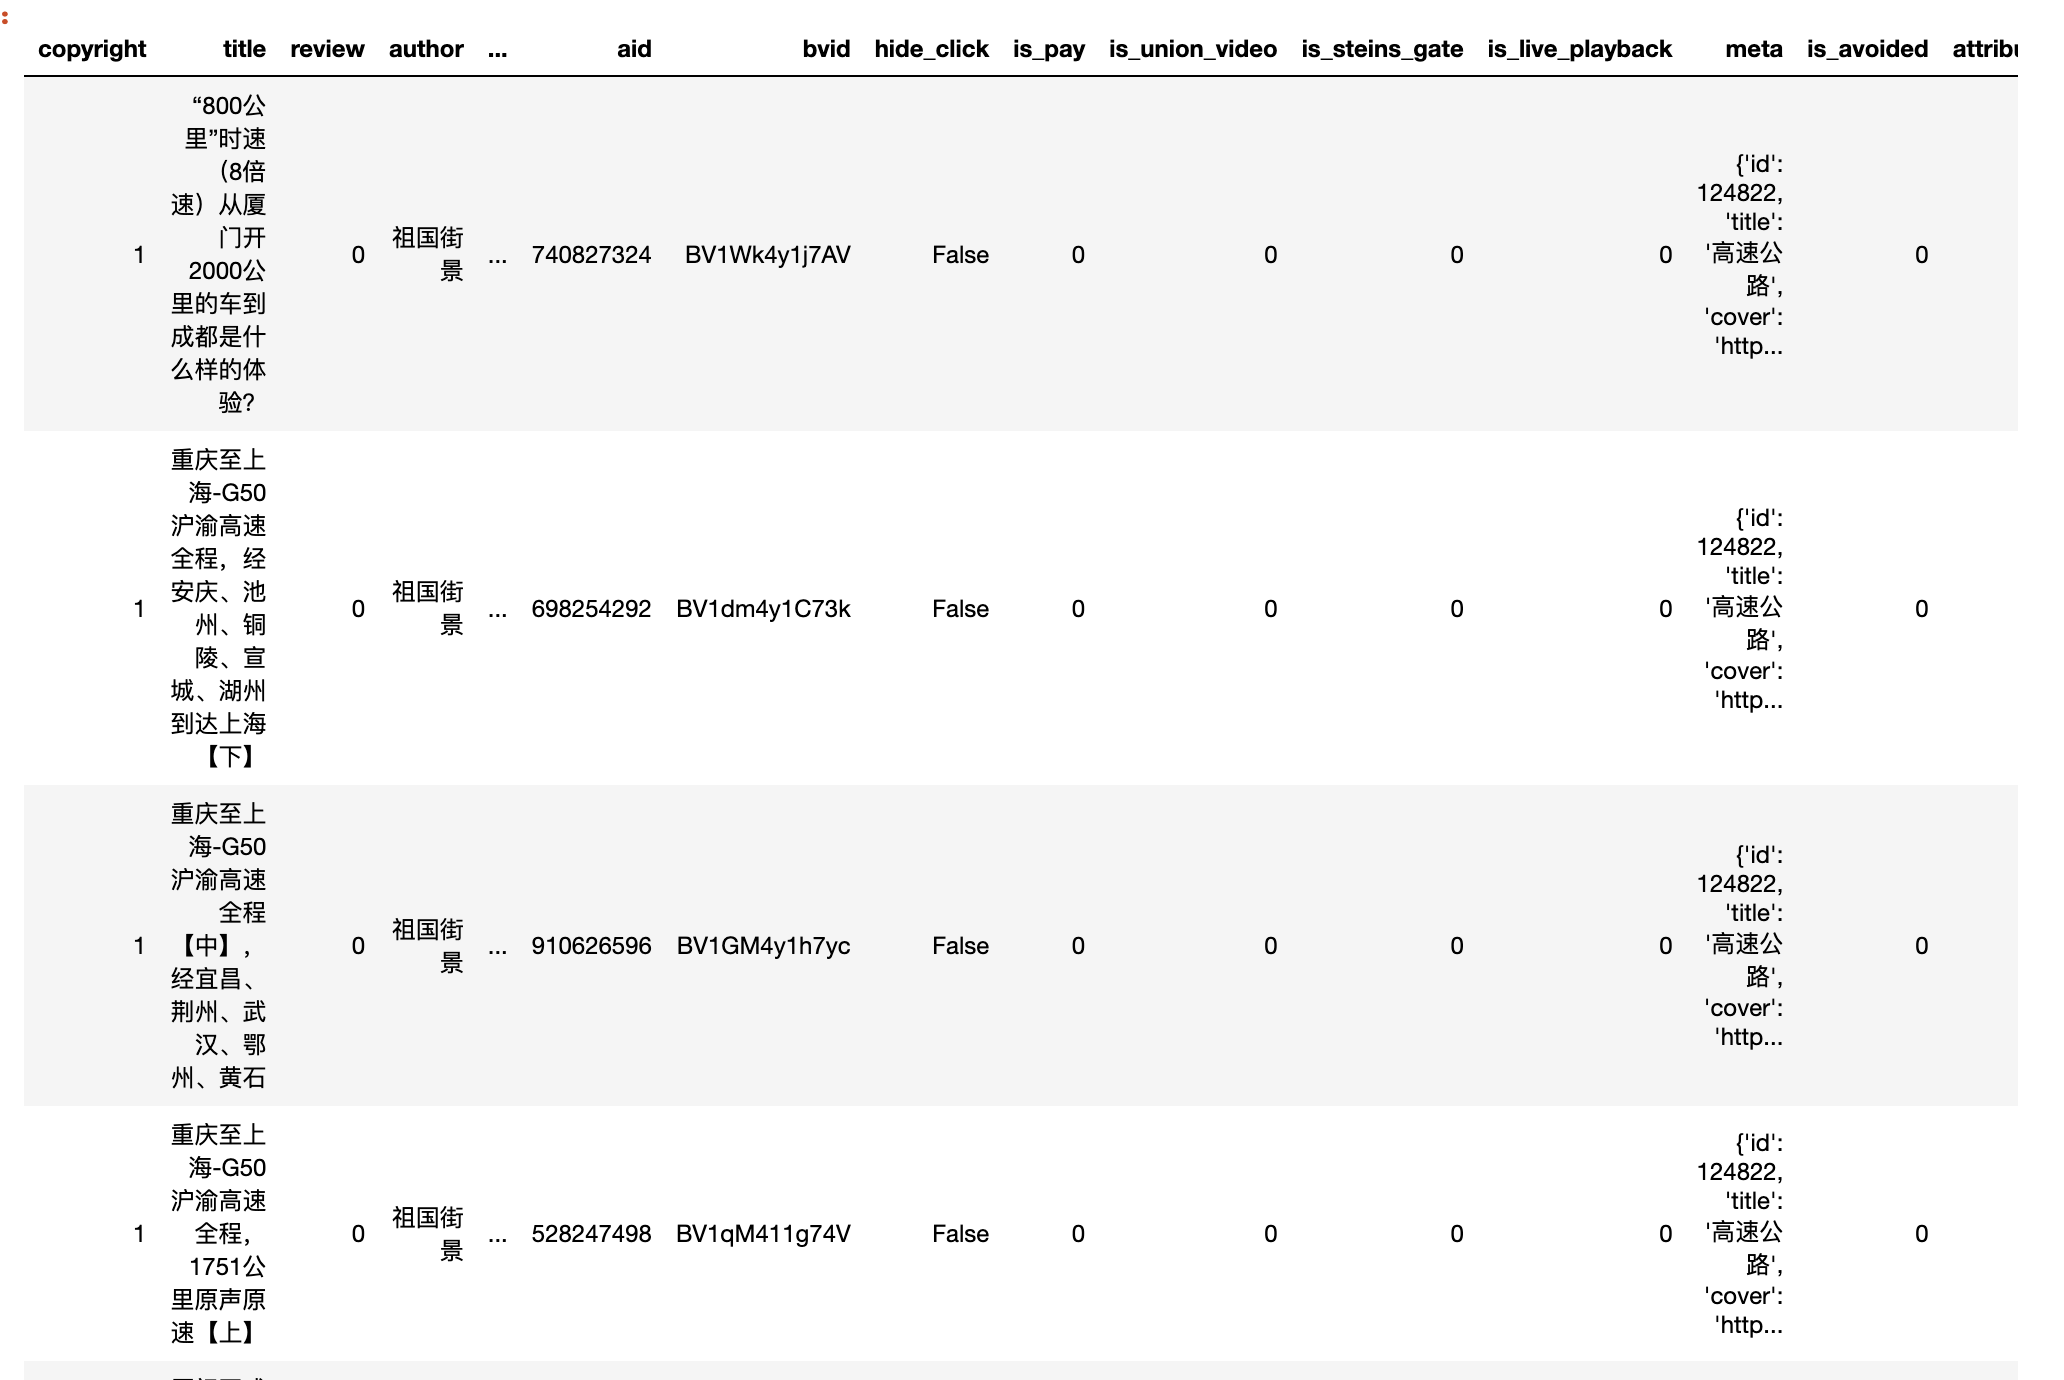 copyright title review author ... aid bvid hide_click is_pay is_union_video is_steins_gate is_live_playback meta is_avoided attribu
1
“800公
里”时速
（8倍
速）从厦
门开
2000公
里的车到
成都是什
么样的体
验？
0
祖国街
景
... 740827324 BV1Wk4y1j7AV False 0 0 0 0
{'id':
124822,
'title':
'高速公
路',
'cover':
'http...
0
1
重庆至上
海-G50
沪渝高速
全程，经
安庆、池
州、铜
陵、宣
城、湖州
到达上海
【下】
0
祖国街
景
... 698254292 BV1dm4y1C73k False 0 0 0 0
{'id':
124822,
'title':
'高速公
路',
'cover':
'http...
0
1
重庆至上
海-G50
沪渝高速
全程
【中】，
经宜昌、
荆州、武
汉、鄂
州、黄石
0
祖国街
景
... 910626596 BV1GM4y1h7yc False 0 0 0 0
{'id':
124822,
'title':
'高速公
路',
'cover':
'http...
0
1
重庆至上
海-G50
沪渝高速
全程，
1751公
里原声原
速【上】
0
祖国街
景
... 528247498 BV1qM411g74V False 0 0 0 0
{'id':
124822,
'title':
'高速公
路',
'cover':
'http...
0